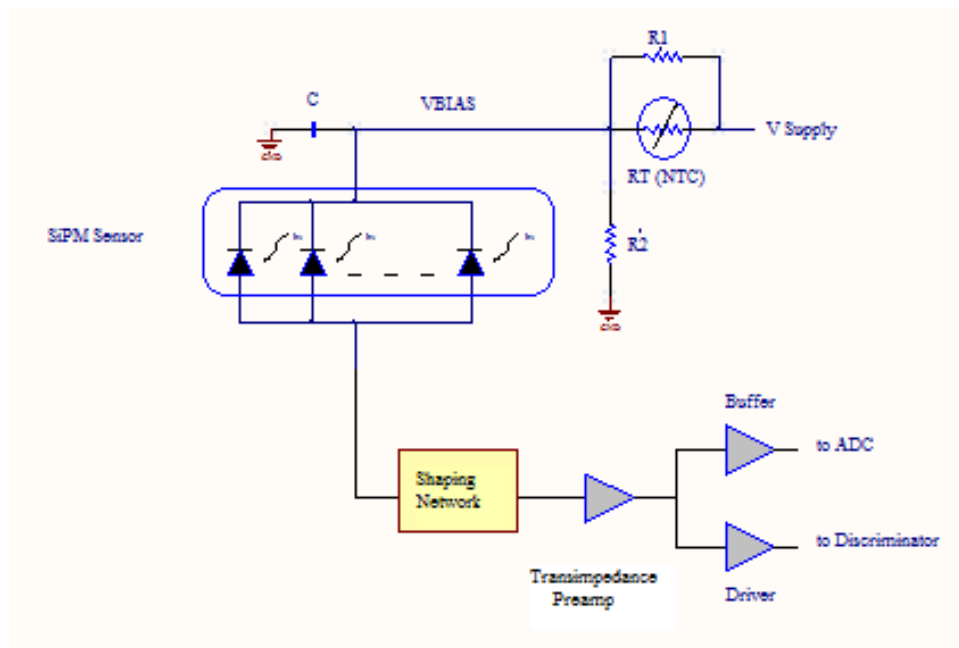 R1
C
VBIAS
V Supply
RT (NTC)
SiPM Sensor
R2
Buffer
to ADC
Shaping
Network
to Discriminator
Transimpedance
Preamp
Driver